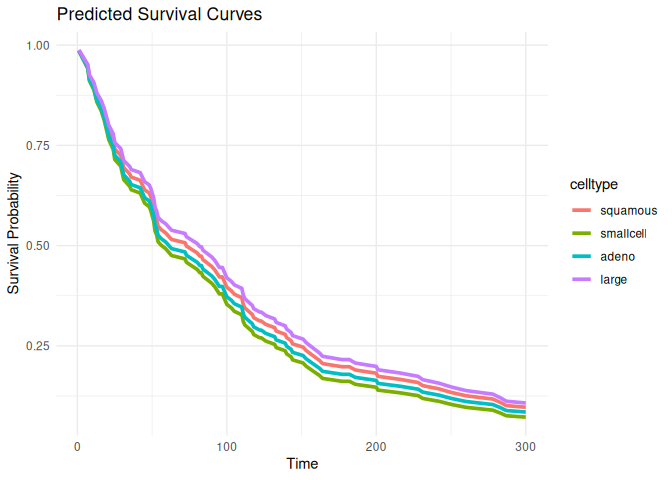 Predicted Survival Curves
Survival Probability
1.00
0.75
0.50
0.25
0
100
200
300
Time
celltype
squamous
smallcell
adeno
large